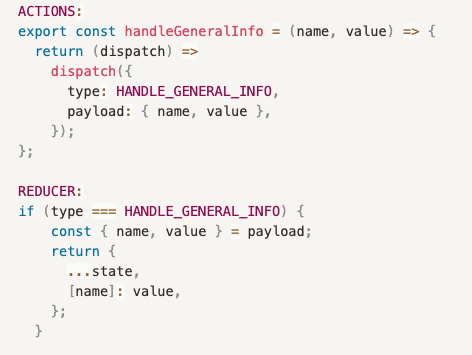 ACTIONS:
export const handleGeneralInfo = (name, value) => {
  return (dispatch) =>
    dispatch({
      type: HANDLE_GENERAL_INFO,
      payload: { name, value },
    });
};

REDUCER:
if (type === HANDLE_GENERAL_INFO) {
    const { name, value } = payload;
    return {
      ...state,
      [name]: value,
    };
  }